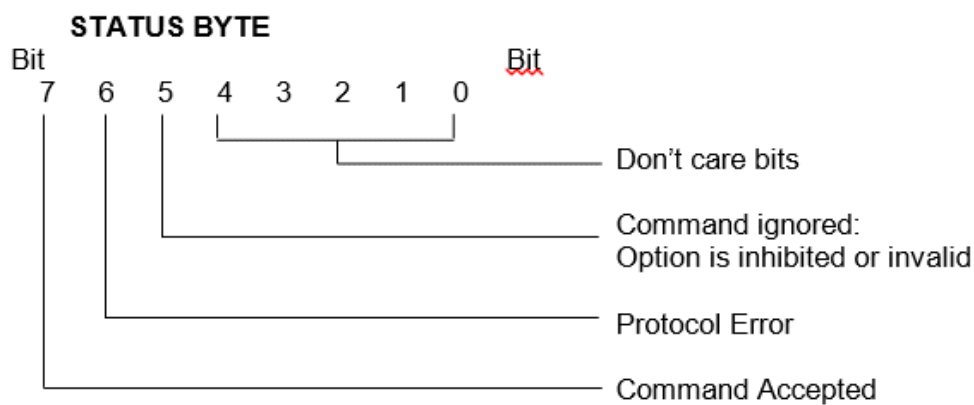 STATUS BYTE
Bit Bit
7 6 5 4 3 2 1 0
Don't care bits
Command ignored:
Option is inhibited or invalid
Protocol Error
Command Accepted